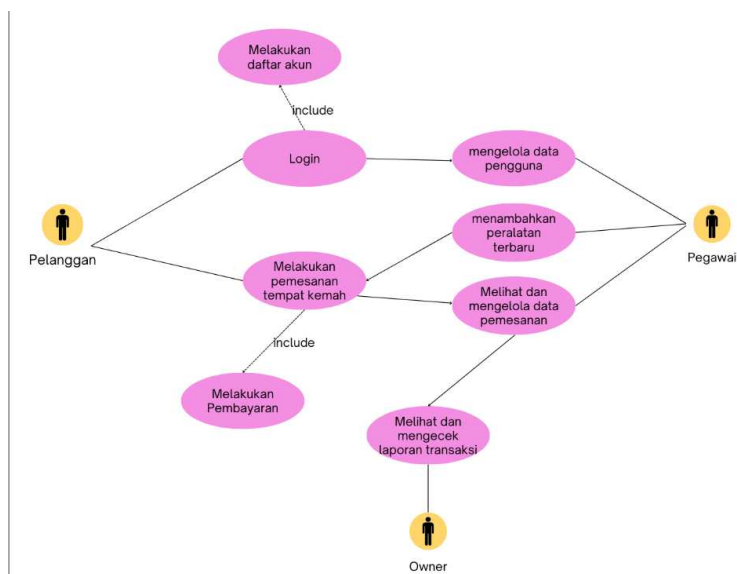 Melakukan
daftar akun
include
Login
mengelola data
pengguna
menambahkan
peralatan
terbaru
Pelanggan
Pegawai
Melakukan
pemesanan
tempat kemah
Melihat dan
mengelola data
pemesanan
include
Melakukan
Pembayaran
Melihat dan
mengecek
laporan transaksi
Owner